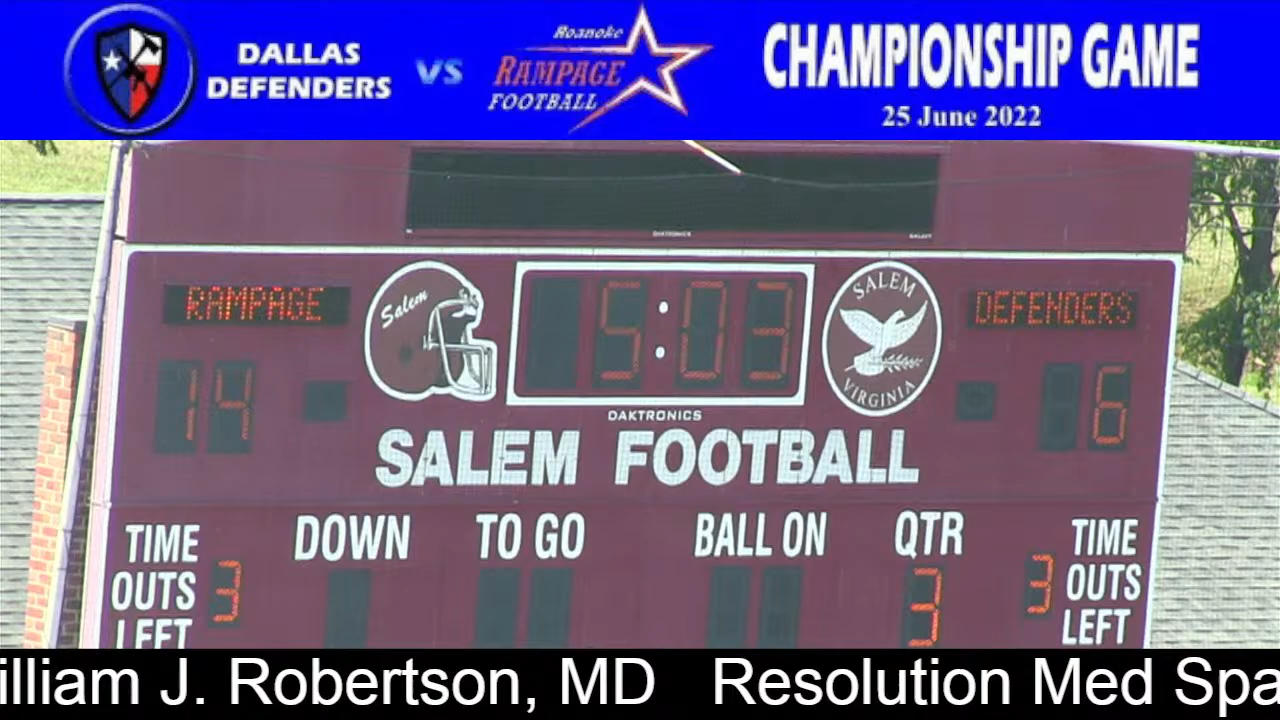 DALLAS
DEFENDERS
VS
Roanoke
RAMPAGE
FOOTBALL
CHAMPIONSHIP GAME
25 June 2022
DAKTRONICS
RAMPAGE
Salem
5:03
SALEM
VIRGINIA
DEFENDERS
14
6
DAKTRONICS
SALEM FOOTBALL
TIME
OUTS
LEFT
3
DOWN
TO GO
BALL ON
QTR
3
3
TIME
OUTS
LEFT
illiam J. Robertson, MD Resolution Med Spa